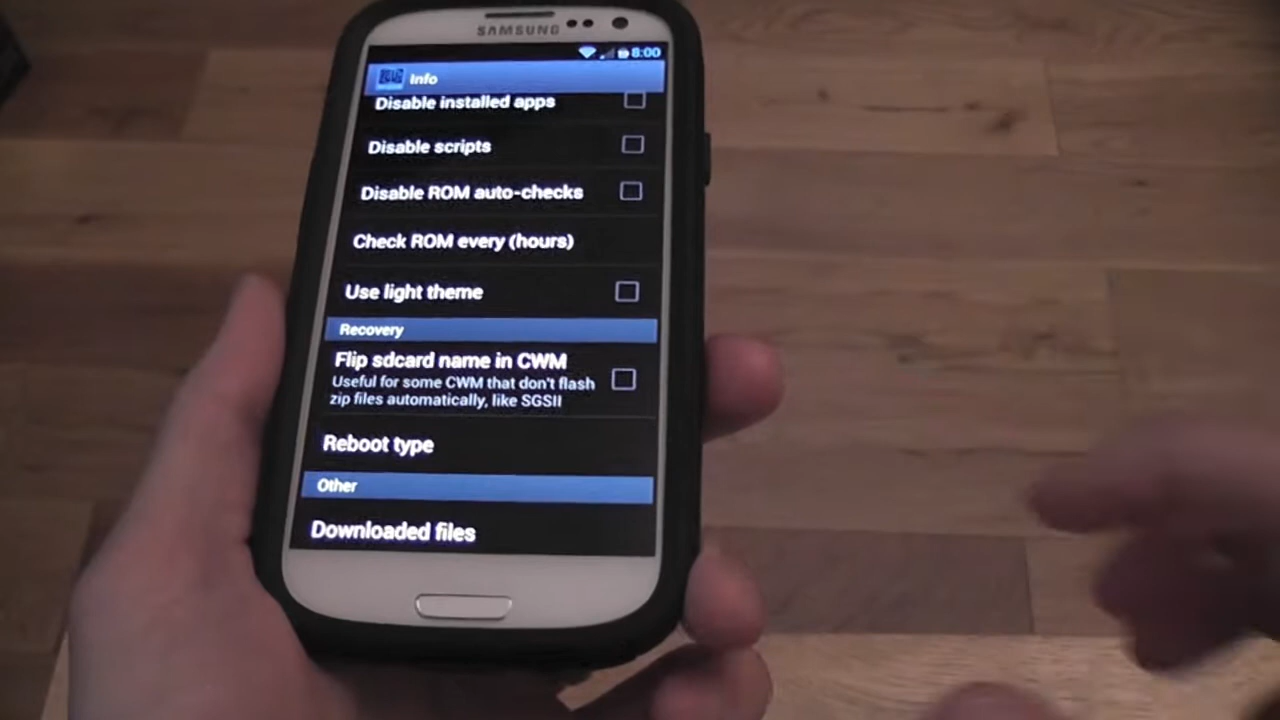 SAMSUNG
8:00
Info
Disable installed apps
Disable scripts
Disable ROM auto-checks
Check ROM every (hours)
Use light theme
Recovery
Flip sdcard name in CWM
Useful for some CWM that don't flash
zip files automatically, like SGSII
Reboot type
Other
Downloaded files